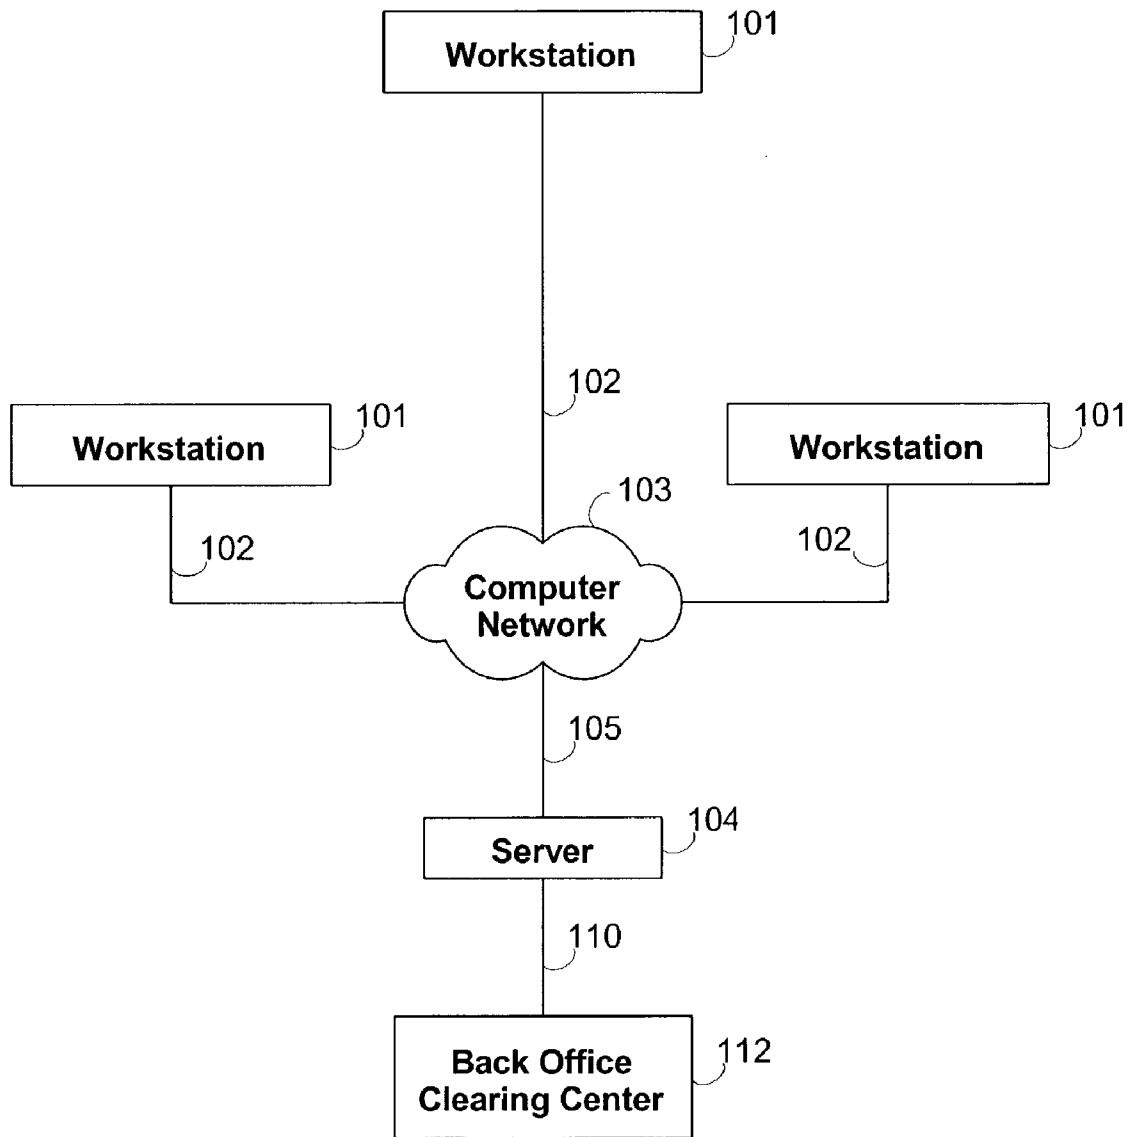 Workstation
101
102
Workstation
101
Workstation
101
103
102
102
Computer
Network
105
Server
104
110
Back Office
Clearing Center
112